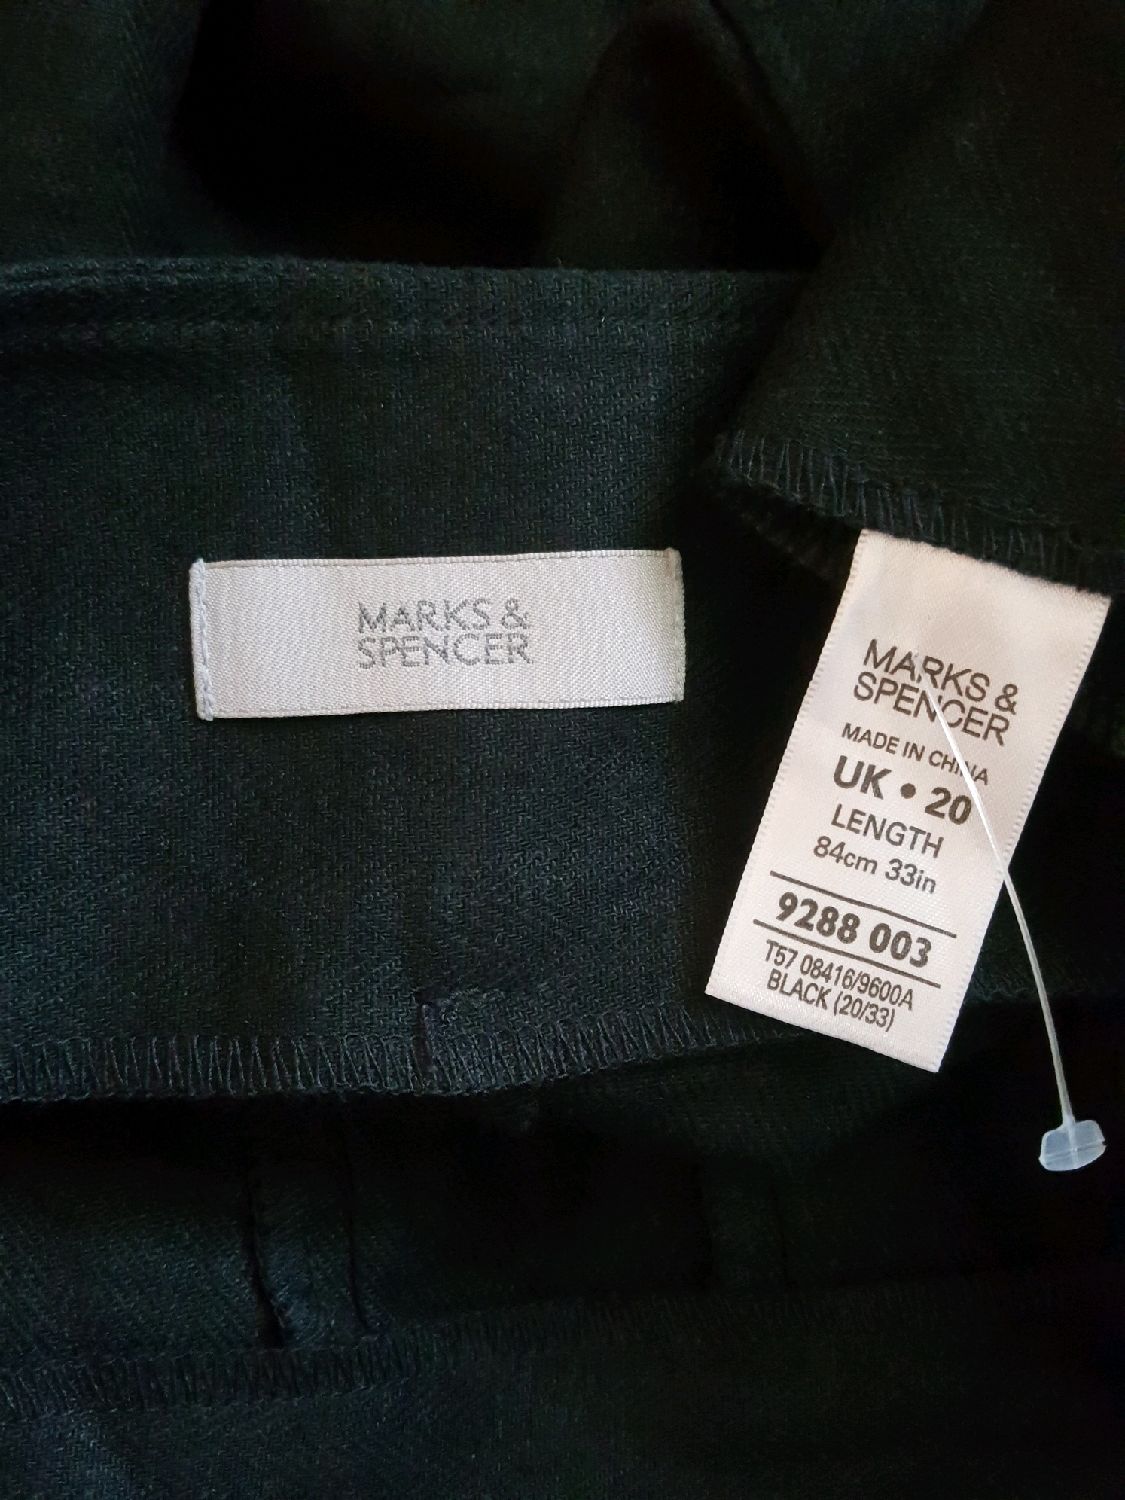 MARKS &
SPENCER
MARKS &
SPENCER
MADE IN CHINA
UK • 20
LENGTH
84cm 33in
9288 003
T57 08416/9600A
BLACK (20/33)